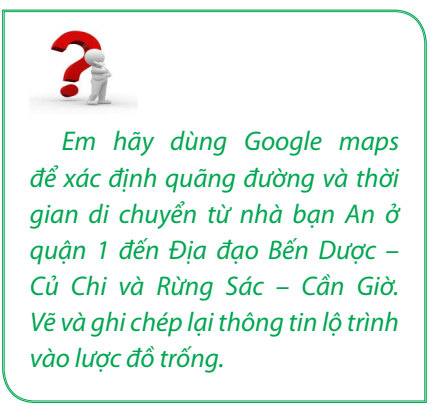 Em hãy dùng Google maps
để xác định quãng đường và thời
gian di chuyển từ nhà bạn An ở
quận 1 đến Địa đạo Bến Dược –
Củ Chi và Rừng Sác – Cần Giờ.
Vẽ và ghi chép lại thông tin lộ trình
vào lược đồ trống.